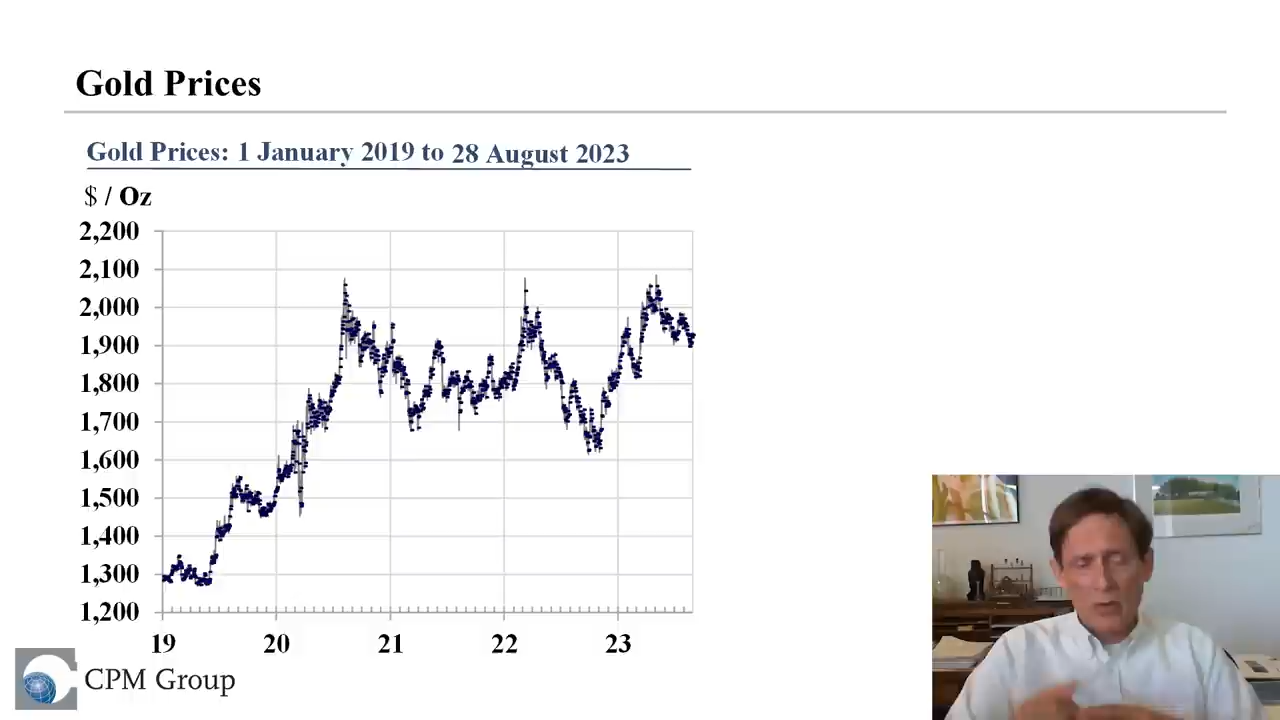 Gold Prices
Gold Prices: 1 January 2019 to 28 August 2023
$ / Oz
2,200
2,100
2,000
1,900
1,800
1,700
1,600
1,500
1,400
1,300
1,200
19 20 21 22 23
CPM Group